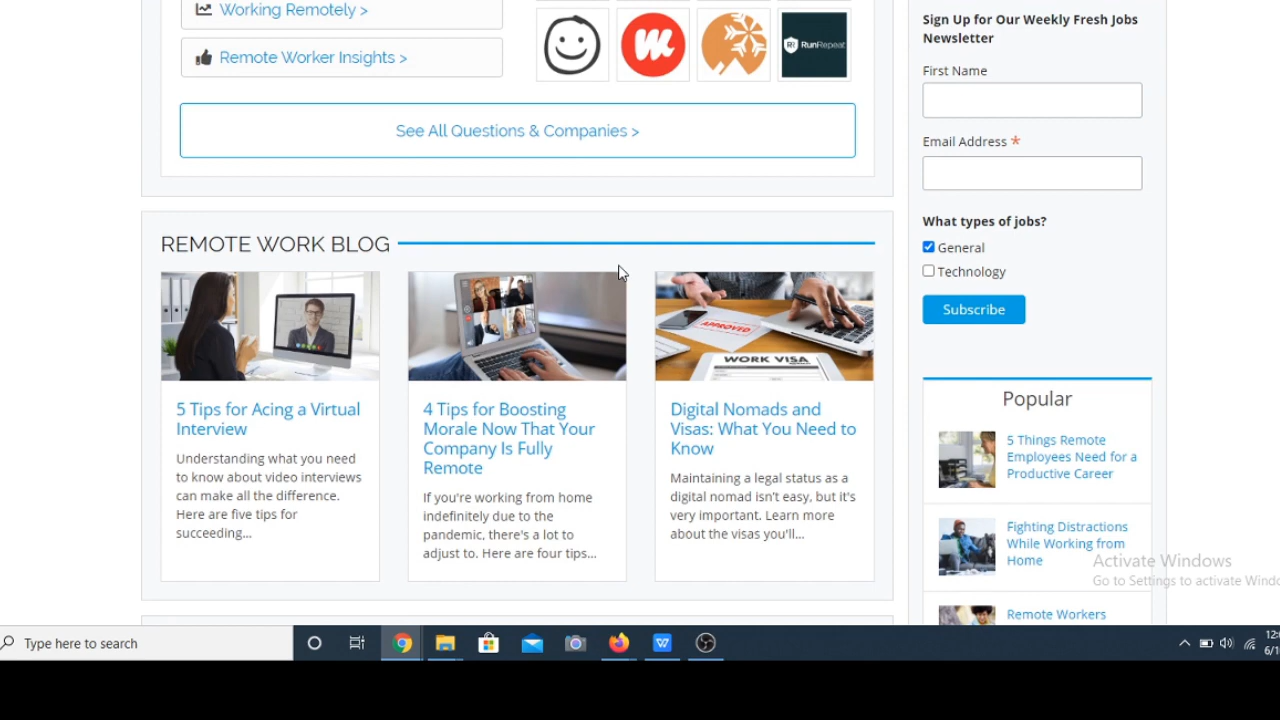 Working Remotely >
Remote Worker Insights >
RR RunRepeat
See All Questions & Companies >
REMOTE WORK BLOG
APPROVED
WORK VISA
5 Tips for Acing a Virtual
Interview
Understanding what you need
to know about video interviews
can make all the difference.
Here are five tips for
succeeding...
4 Tips for Boosting
Morale Now That Your
Company Is Fully
Remote
If you're working from home
indefinitely due to the
pandemic, there's a lot to
adjust to. Here are four tips...
Digital Nomads and
Visas: What You Need to
Know
Maintaining a legal status as a
digital nomad isn't easy, but it's
very important. Learn more
about the visas you'll...
Sign Up for Our Weekly Fresh Jobs
Newsletter
First Name
Email Address *
What types of jobs?
General
Technology
Subscribe
Popular
5 Things Remote
Employees Need for a
Productive Career
Fighting Distractions
While Working from
Home
Remote Workers
Activate Windows
Go to Settings to activate Windo
Type here to search
12:
6/1